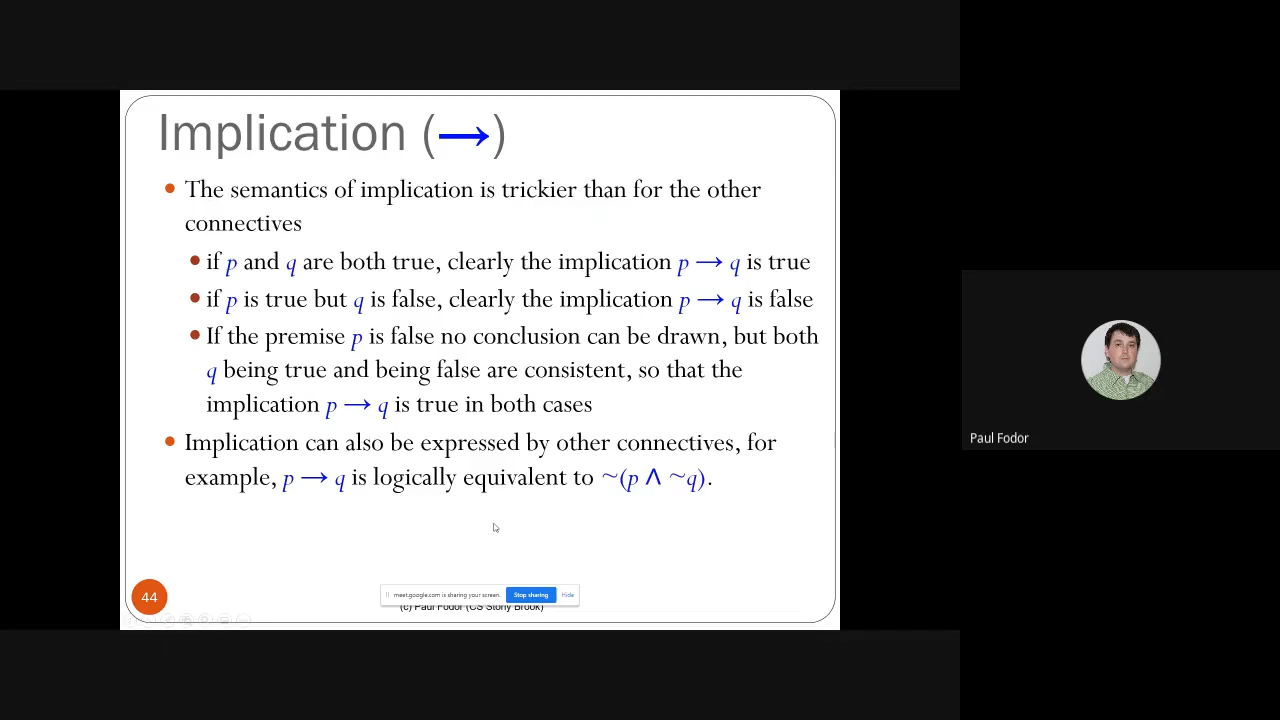 Implication (→)
• The semantics of implication is trickier than for the other
connectives
• if p and q are both true, clearly the implication p → q is true
• if p is true but q is false, clearly the implication p → q is false
• If the premise p is false no conclusion can be drawn, but both
q being true and being false are consistent, so that the
implication p → q is true in both cases
• Implication can also be expressed by other connectives, for
example, p → q is logically equivalent to ~(p ∧ ~q).
44
meet.google.com is sharing your screen. Stop sharing Hide
(c) Paul Fodor (CS Stony Brook)
Paul Fodor